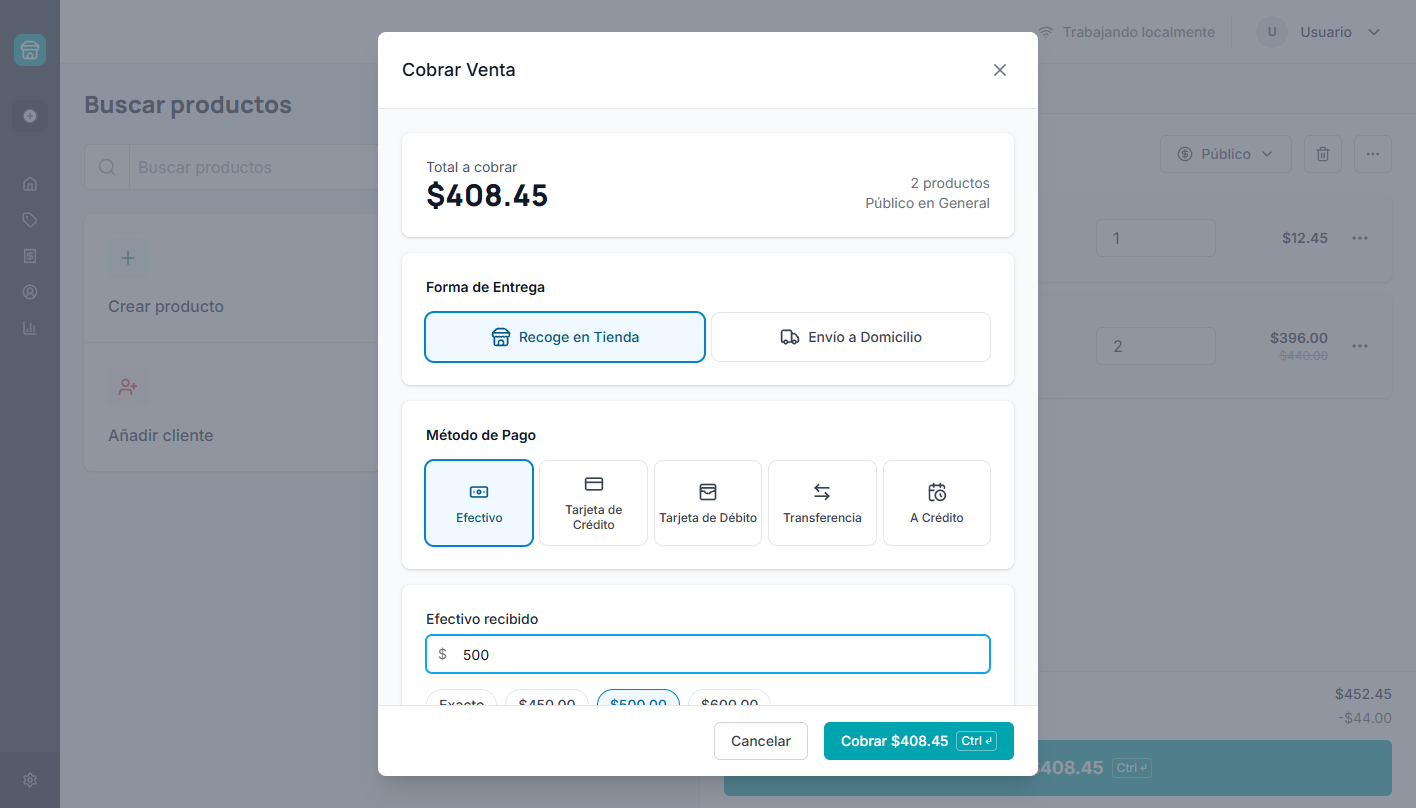 Trabajando localmente
U
Usuario
Buscar productos
Buscar productos
Crear producto
Añadir cliente
Público
1
$12.45
2
$396.00
$440.00
$452.45
-$44.00
408.45
Ctrl ↵
Cobrar Venta
Total a cobrar
$408.45
2 productos
Público en General
Forma de Entrega
Recoge en Tienda
Envío a Domicilio
Método de Pago
Efectivo
Tarjeta de
Crédito
Tarjeta de Débito
Transferencia
A Crédito
Efectivo recibido
$ 500
Exacto
$450.00
$500.00
$600.00
Cancelar
Cobrar $408.45 Ctrl ↵